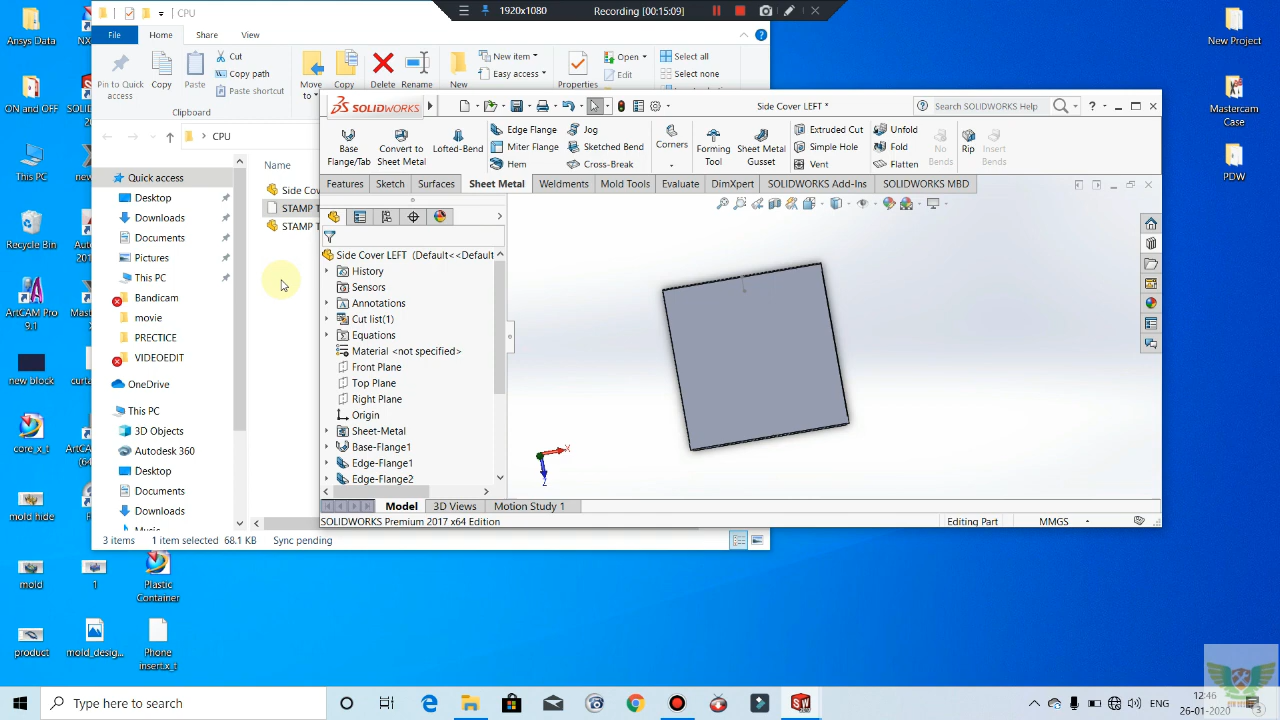 1920x1080 Recording [00:15:09]
CPU
File Home Share View
Pin to Quick access
Copy
Paste
Cut
Copy path
Paste shortcut
Move to
Copy
Delete
Rename
New
New item
Easy access
Properties
Open
Edit
Select all
Select none
Clipboard
CPU
Name
Side Cov
STAMP T
STAMP T
Quick access
Desktop
Downloads
Documents
Pictures
This PC
Bandicam
movie
PRECTICE
VIDEOEDIT
OneDrive
This PC
3D Objects
Autodesk 360
Desktop
Documents
Downloads
Music
3 items 1 item selected 68.1 KB Sync pending
SOLIDWORKS
Side Cover LEFT *
Search SOLIDWORKS Help
Base Flange/Tab
Convert to Sheet Metal
Lofted-Bend
Edge Flange
Miter Flange
Hem
Jog
Sketched Bend
Cross-Break
Corners
Forming Tool
Sheet Metal Gusset
Extruded Cut
Simple Hole
Vent
Unfold
Fold
Flatten
No Bends
Rip
Insert Bends
Features Sketch Surfaces Sheet Metal Weldments Mold Tools Evaluate DimXpert SOLIDWORKS Add-Ins SOLIDWORKS MBD
Side Cover LEFT (Default<<Default
History
Sensors
Annotations
Cut list(1)
Equations
Material <not specified>
Front Plane
Top Plane
Right Plane
Origin
Sheet-Metal
Base-Flange1
Edge-Flange1
Edge-Flange2
X
Z
Model 3D Views Motion Study 1
SOLIDWORKS Premium 2017 x64 Edition
Editing Part
MMGS
Ansys Data
ON and OFF
This PC
Recycle Bin
ArtCAM Pro 9.1
new block
core_x_t
mold hide
mold
1
Plastic Container
product
mold_desig...
Phone insert.x_t
New Project
Mastercam Case
PDW
Type here to search
ENG
12:46
26-01-2020
3